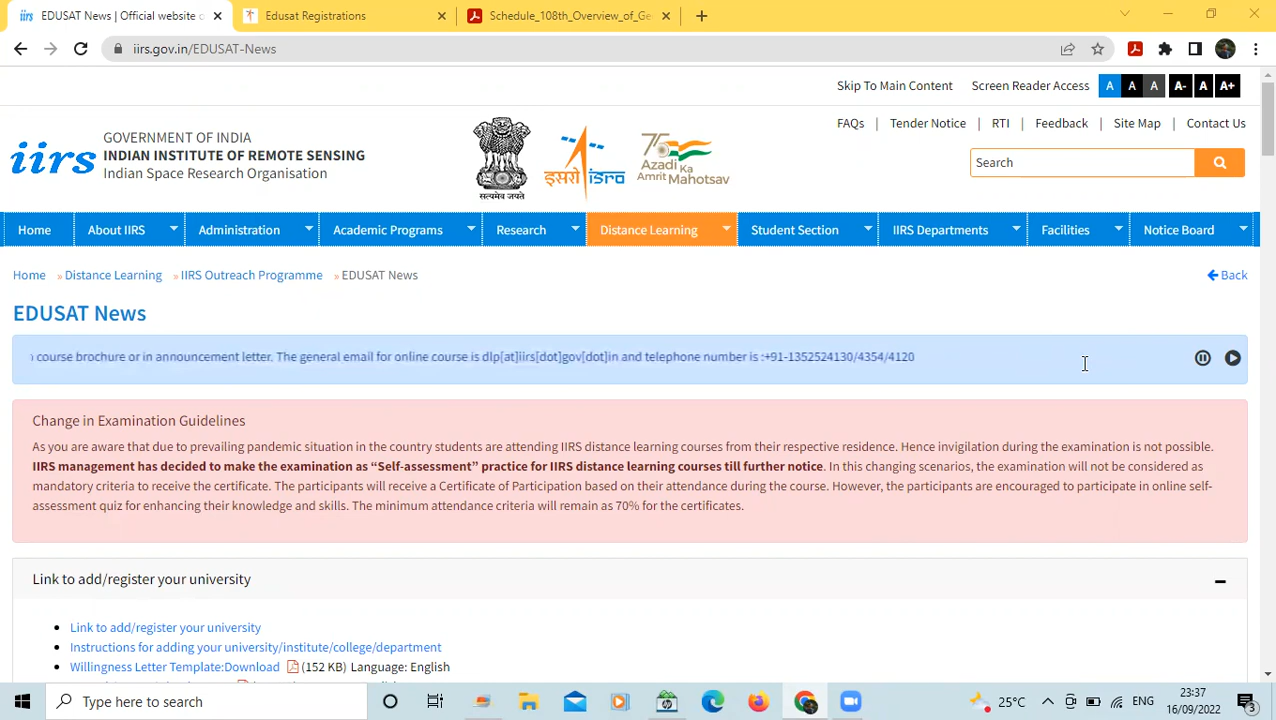 EDUSAT News | Official website o
Edusat Registrations
Schedule_108th_Overview_of_Ge
iirs.gov.in/EDUSAT-News
Skip To Main Content Screen Reader Access A A A A- A A+
iirs
GOVERNMENT OF INDIA
INDIAN INSTITUTE OF REMOTE SENSING
Indian Space Research Organisation
सत्यमेव जयते
इसरो isro
75 Azadi Ka Amrit Mahotsav
FAQs | Tender Notice | RTI | Feedback | Site Map | Contact Us
Search
Home About IIRS Administration Academic Programs Research Distance Learning Student Section IIRS Departments Facilities Notice Board
Home » Distance Learning » IIRS Outreach Programme » EDUSAT News Back
EDUSAT News
course brochure or in announcement letter. The general email for online course is dlp[at]iirs[dot]gov[dot]in and telephone number is :+91-1352524130/4354/4120
Change in Examination Guidelines
As you are aware that due to prevailing pandemic situation in the country students are attending IIRS distance learning courses from their respective residence. Hence invigilation during the examination is not possible.
IIRS management has decided to make the examination as “Self-assessment” practice for IIRS distance learning courses till further notice. In this changing scenarios, the examination will not be considered as
mandatory criteria to receive the certificate. The participants will receive a Certificate of Participation based on their attendance during the course. However, the participants are encouraged to participate in online self-
assessment quiz for enhancing their knowledge and skills. The minimum attendance criteria will remain as 70% for the certificates.
Link to add/register your university
• Link to add/register your university
• Instructions for adding your university/institute/college/department
• Willingness Letter Template:Download (152 KB) Language: English
Type here to search
25°C
ENG
23:37
16/09/2022
3